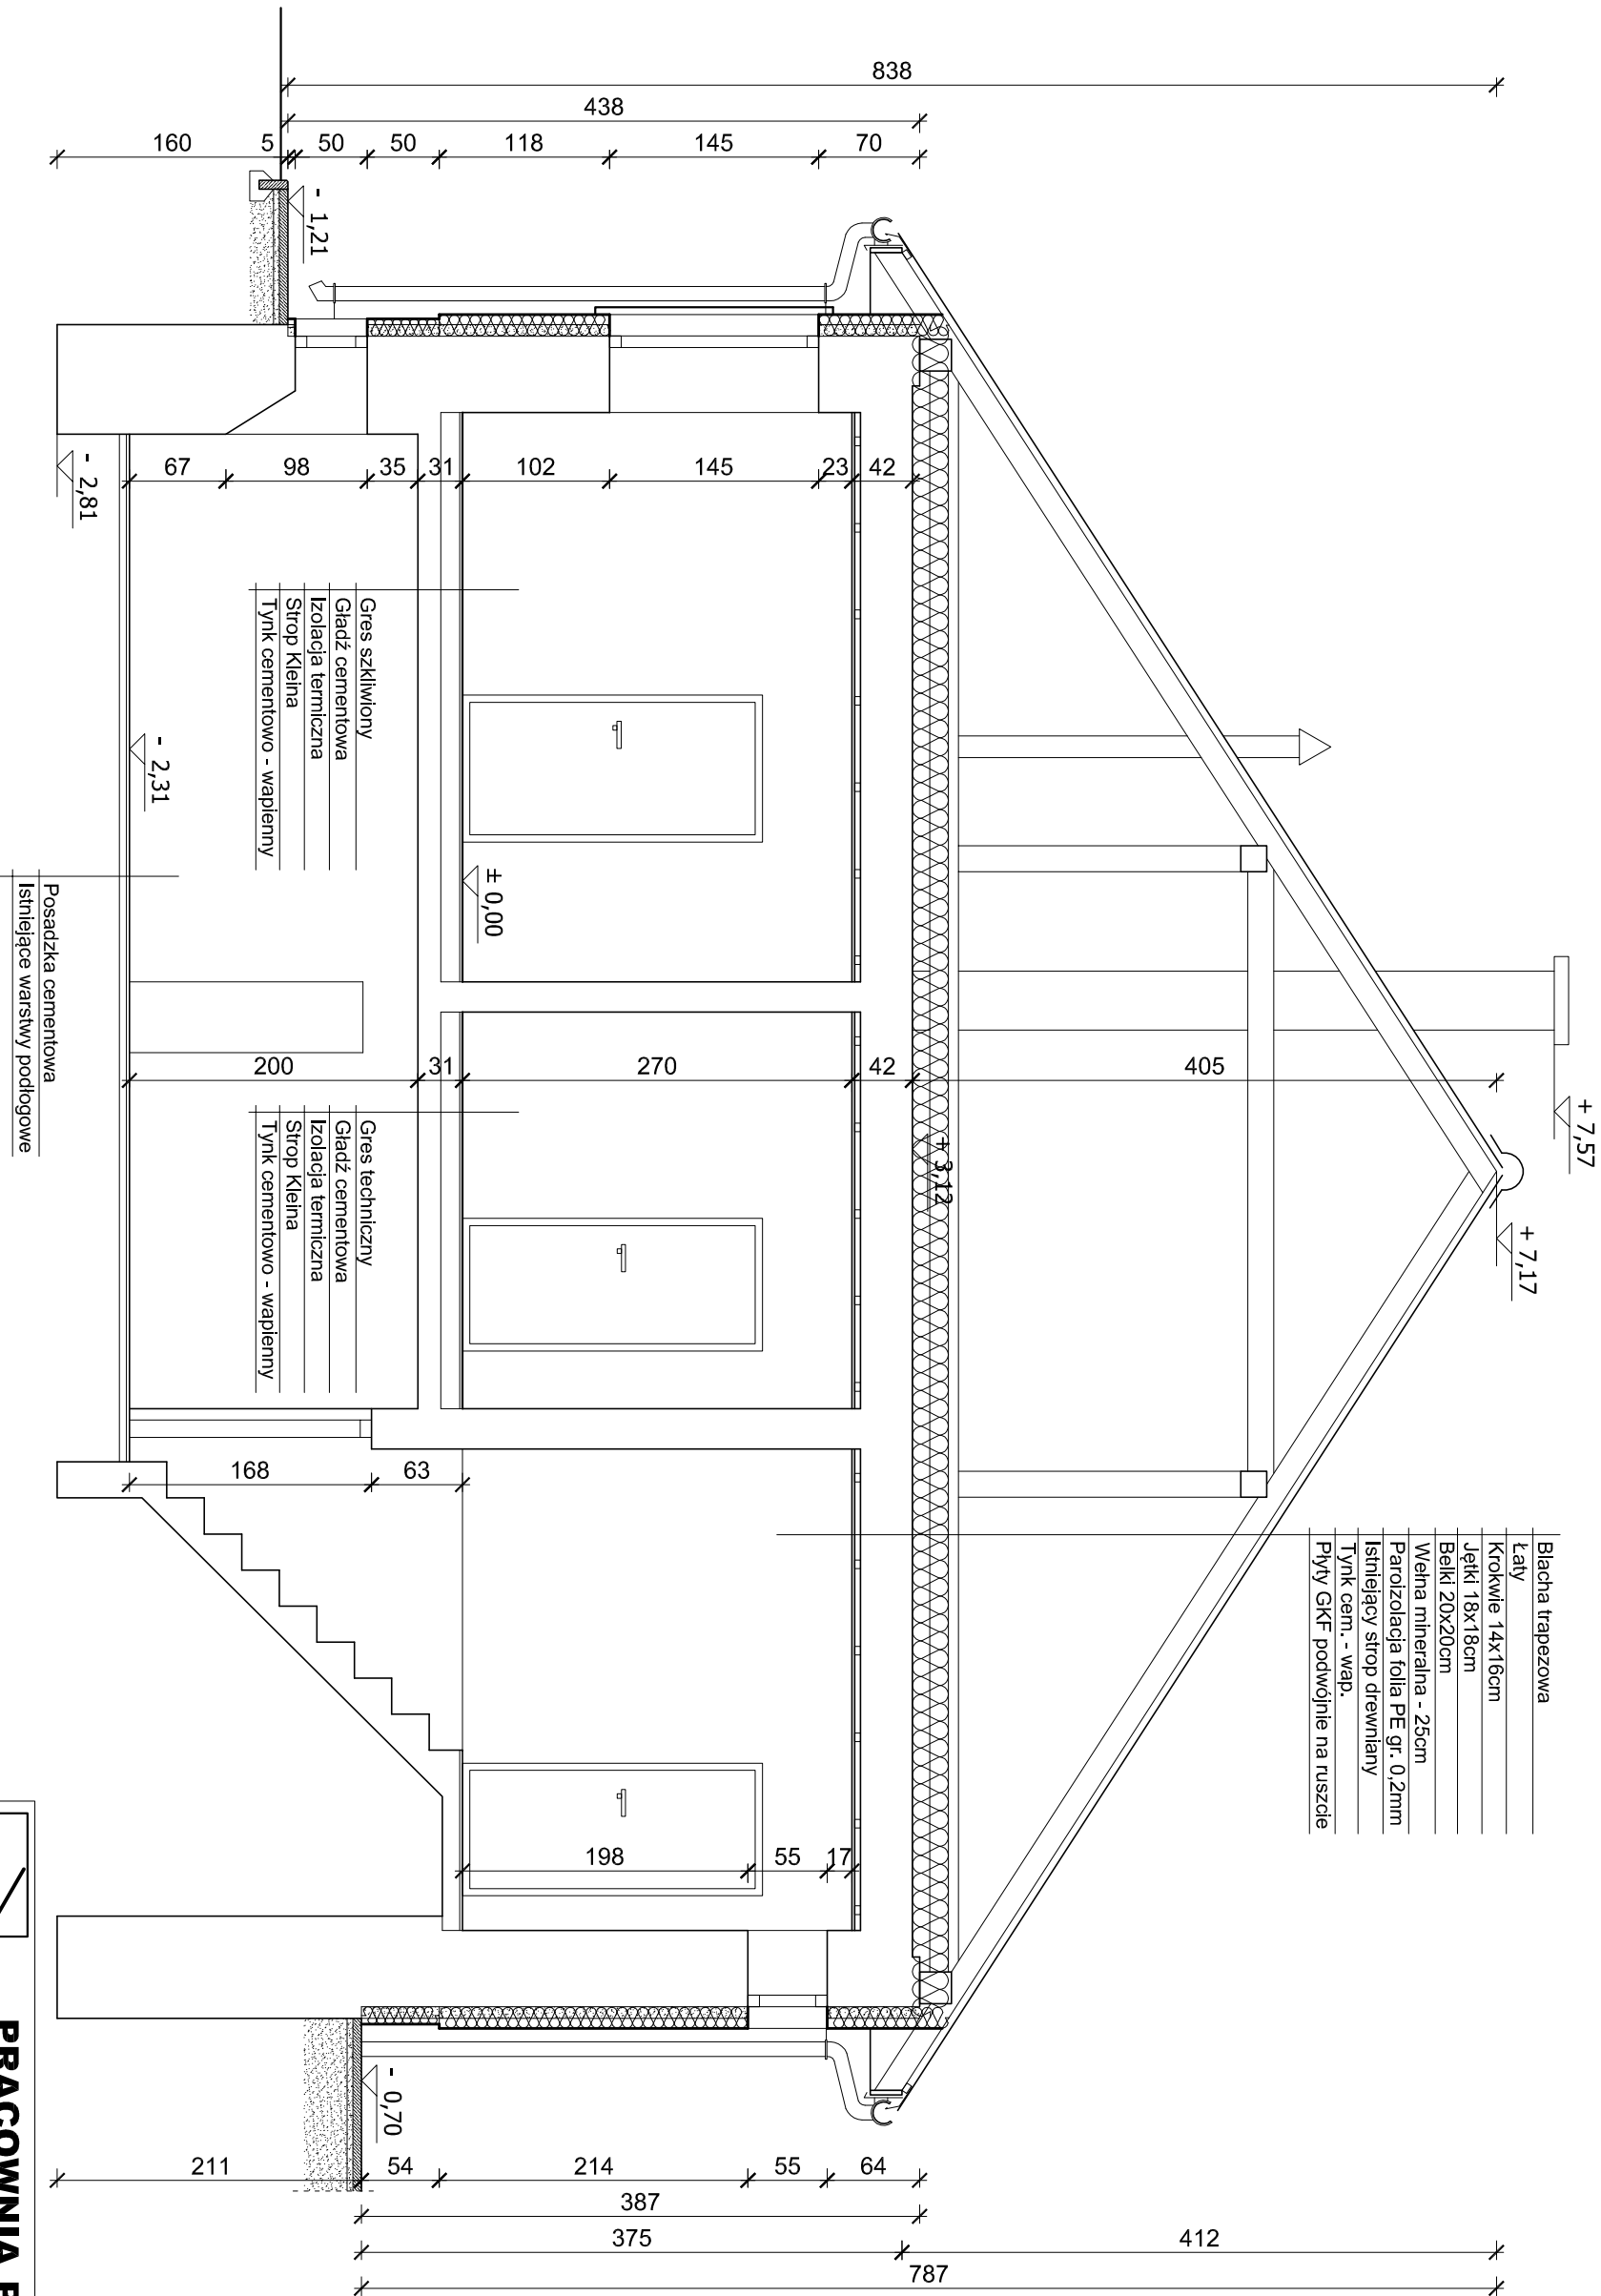 838
438
160 5 50 50 118 145 70
- 1,21
- 2,81
67 98 35 31 102 145 23 42
Gres szkliwiony
Gładź cementowa
Izolacja termiczna
Strop Kleina
Tynk cementowo - wapienny
- 2,31
± 0,00
Posadzka cementowa
Istniejące warstwy podłogowe
200 31 270 42 405
+ 7,57
+ 3,12
+ 7,17
Gres techniczny
Gładź cementowa
Izolacja termiczna
Strop Kleina
Tynk cementowo - wapienny
168 63
Blacha trapezowa
Łaty
Krokwie 14x16cm
Jętki 18x18cm
Belki 20x20cm
Wełna mineralna - 25cm
Paroizolacja folia PE gr. 0,2mm
Istniejący strop drewniany
Tynk cem. - wap.
Płyty GKF podwójnie na ruszcie
198 55 17
- 0,70
211 54 214 55 64
387
375 412
787
PRACOWNIA